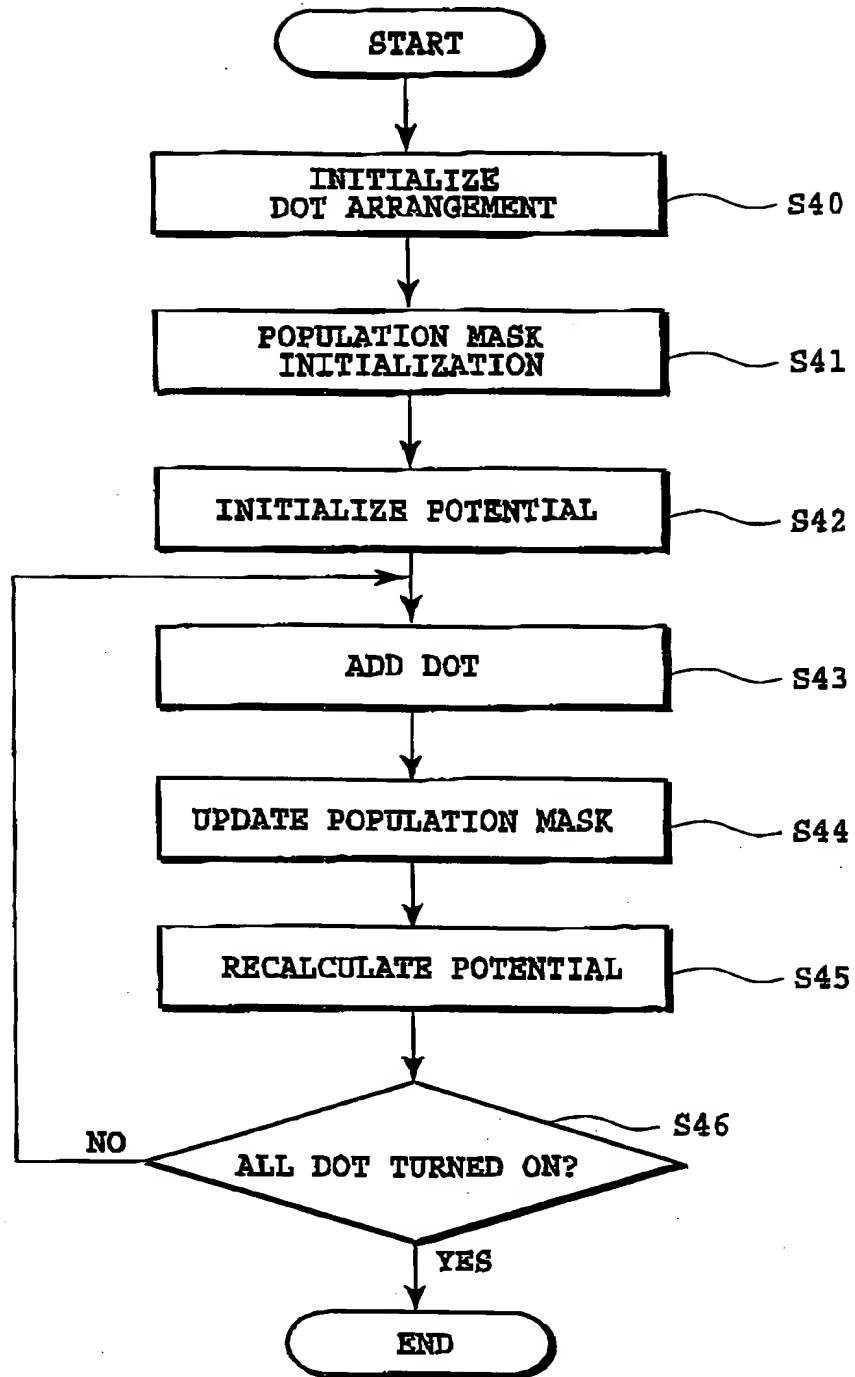 START
INITIALIZE
DOT ARRANGEMENT
S40
POPULATION MASK
INITIALIZATION
S41
INITIALIZE POTENTIAL
S42
ADD DOT
S43
UPDATE POPULATION MASK
S44
RECALCULATE POTENTIAL
S45
S46
NO
ALL DOT TURNED ON?
YES
END